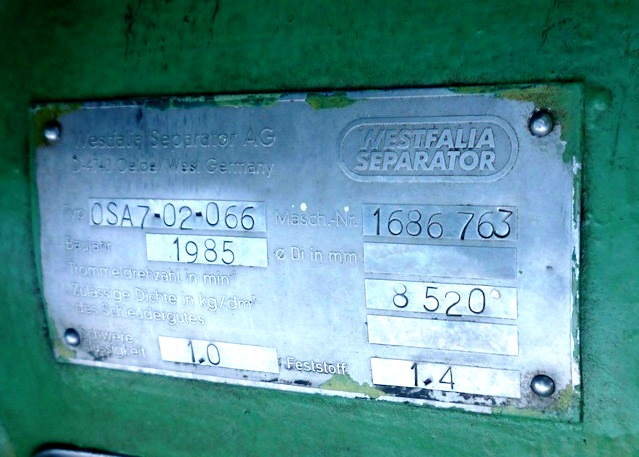 Westfalia Separator AG
D-4740 Oelde/West Germany
WESTFALIA
SEPARATOR
Typ OSA7-02-066 Masch.-Nr. 1686 763
Baujahr 1985 ø Di in mm
Trommeldrehzahl in min⁻¹ 8 520
Zulässige Dichte in kg/dm³
des Schleudergutes
schwere
Flüssigkeit 1.0 Feststoff 1.4